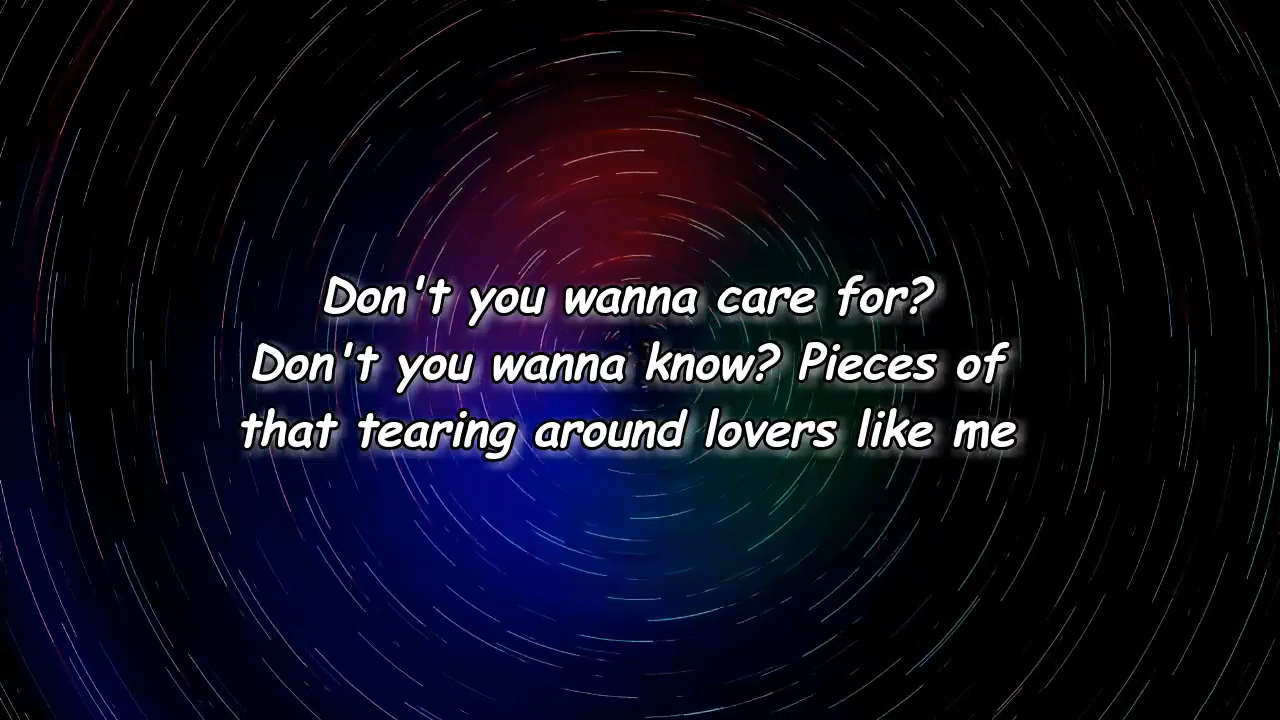 Don't you wanna care for?
Don't you wanna know? Pieces of
that tearing around lovers like me